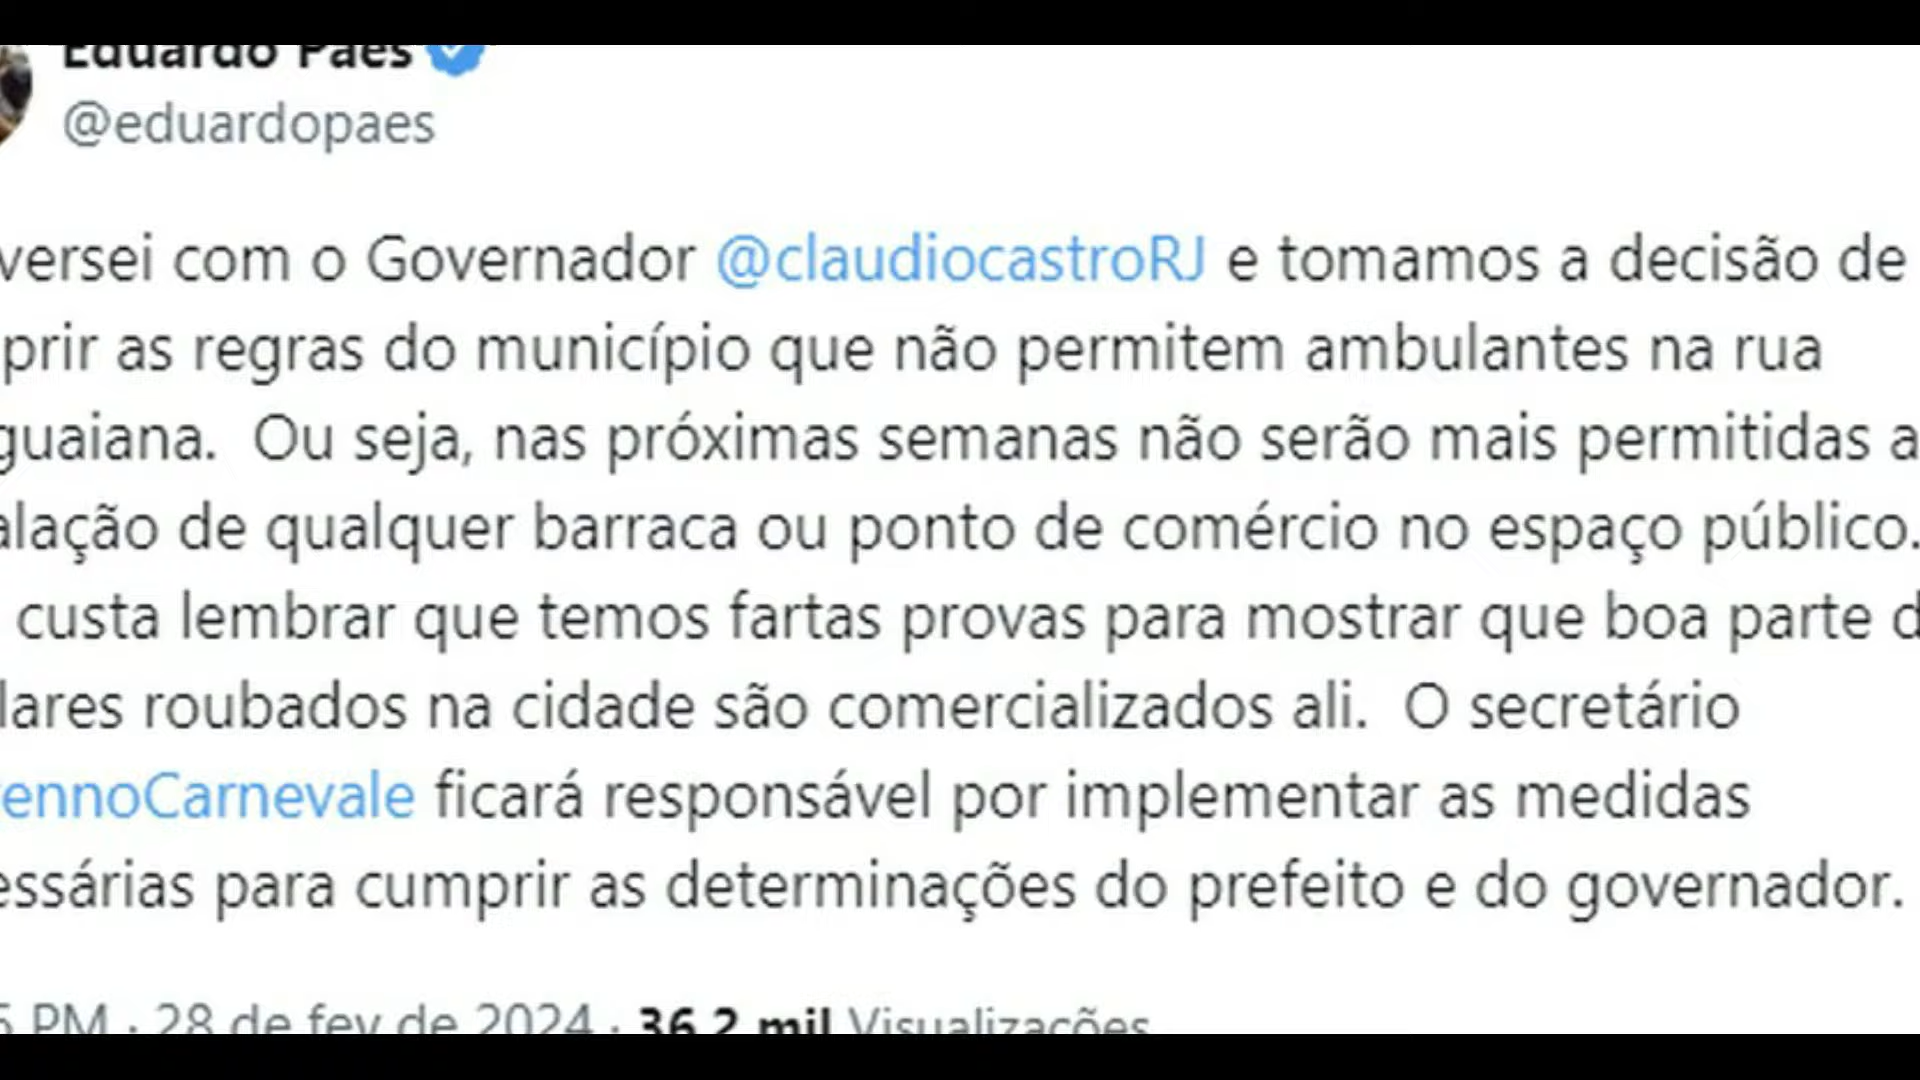 Eduardo Paes
@eduardopaes
versei com o Governador @claudiocastroRJ e tomamos a decisão de
prir as regras do município que não permitem ambulantes na rua
guaiana. Ou seja, nas próximas semanas não serão mais permitidas a
alação de qualquer barraca ou ponto de comércio no espaço público.
custa lembrar que temos fartas provas para mostrar que boa parte d
lares roubados na cidade são comercializados ali. O secretário
ennoCarnevale ficará responsável por implementar as medidas
essárias para cumprir as determinações do prefeito e do governador.
5 PM · 28 de fev de 2024 · 36,2 mil Visualizações